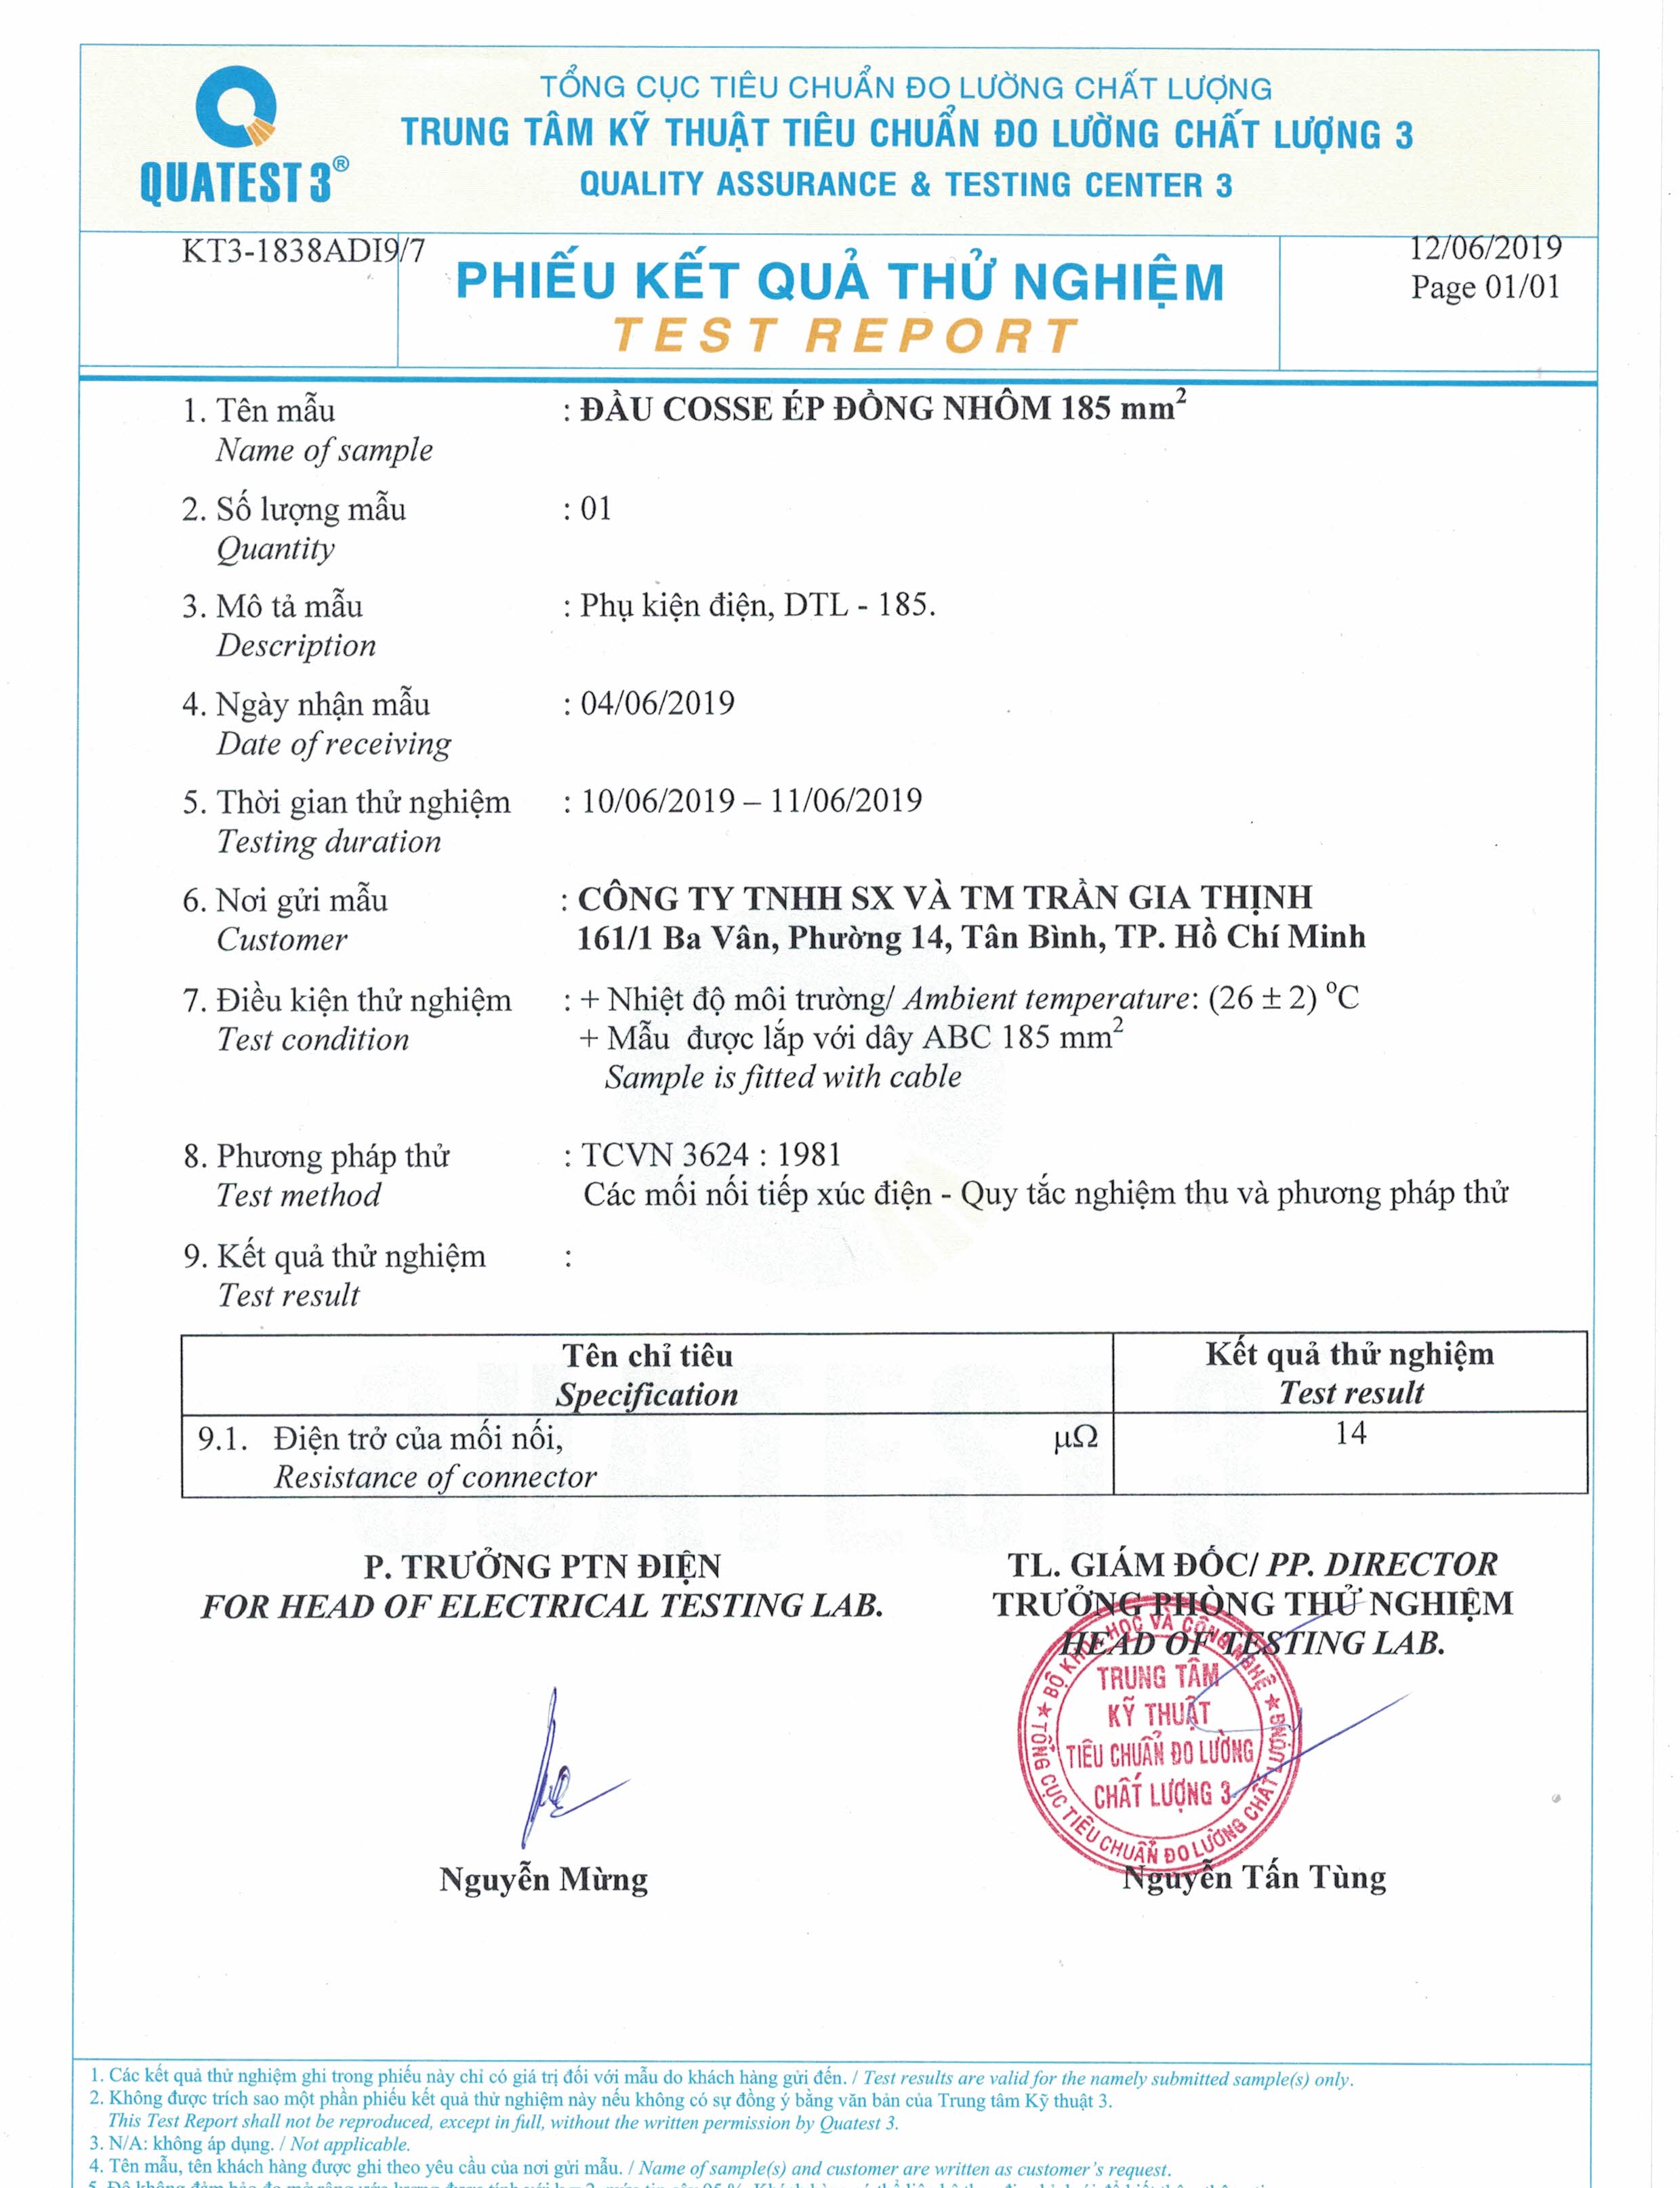 TỔNG CỤC TIÊU CHUẨN ĐO LƯỜNG CHẤT LƯỢNG
TRUNG TÂM KỸ THUẬT TIÊU CHUẨN ĐO LƯỜNG CHẤT LƯỢNG 3
QUATEST 3®
QUALITY ASSURANCE & TESTING CENTER 3
KT3-1838ADI9/7
PHIẾU KẾT QUẢ THỬ NGHIỆM
TEST REPORT
12/06/2019
Page 01/01
1. Tên mẫu : ĐẦU COSSE ÉP ĐỒNG NHÔM 185 mm²
Name of sample
2. Số lượng mẫu : 01
Quantity
3. Mô tả mẫu : Phụ kiện điện, DTL - 185.
Description
4. Ngày nhận mẫu : 04/06/2019
Date of receiving
5. Thời gian thử nghiệm : 10/06/2019 – 11/06/2019
Testing duration
6. Nơi gửi mẫu : CÔNG TY TNHH SX VÀ TM TRẦN GIA THỊNH
Customer 161/1 Ba Vân, Phường 14, Tân Bình, TP. Hồ Chí Minh
7. Điều kiện thử nghiệm : + Nhiệt độ môi trường/ Ambient temperature: (26 ± 2) ºC
Test condition + Mẫu được lắp với dây ABC 185 mm²
Sample is fitted with cable
8. Phương pháp thử : TCVN 3624 : 1981
Test method Các mối nối tiếp xúc điện - Quy tắc nghiệm thu và phương pháp thử
9. Kết quả thử nghiệm :
Test result
Tên chỉ tiêu Kết quả thử nghiệm
Specification Test result
9.1. Điện trở của mối nối, µΩ 14
Resistance of connector
P. TRƯỞNG PTN ĐIỆN
FOR HEAD OF ELECTRICAL TESTING LAB.
TL. GIÁM ĐỐC/ PP. DIRECTOR
TRƯỞNG PHÒNG THỬ NGHIỆM
HEAD OF TESTING LAB.
BỘ KHOA HỌC VÀ CÔNG NGHỆ
TRUNG TÂM
KỸ THUẬT
TIÊU CHUẨN ĐO LƯỜNG
CHẤT LƯỢNG 3
TỔNG CỤC TIÊU CHUẨN ĐO LƯỜNG CHẤT LƯỢNG
Nguyễn Mừng
Nguyễn Tấn Tùng
1. Các kết quả thử nghiệm ghi trong phiếu này chỉ có giá trị đối với mẫu do khách hàng gửi đến. / Test results are valid for the namely submitted sample(s) only.
2. Không được trích sao một phần phiếu kết quả thử nghiệm này nếu không có sự đồng ý bằng văn bản của Trung tâm Kỹ thuật 3.
This Test Report shall not be reproduced, except in full, without the written permission by Quatest 3.
3. N/A: không áp dụng. / Not applicable.
4. Tên mẫu, tên khách hàng được ghi theo yêu cầu của nơi gửi mẫu. / Name of sample(s) and customer are written as customer's request.